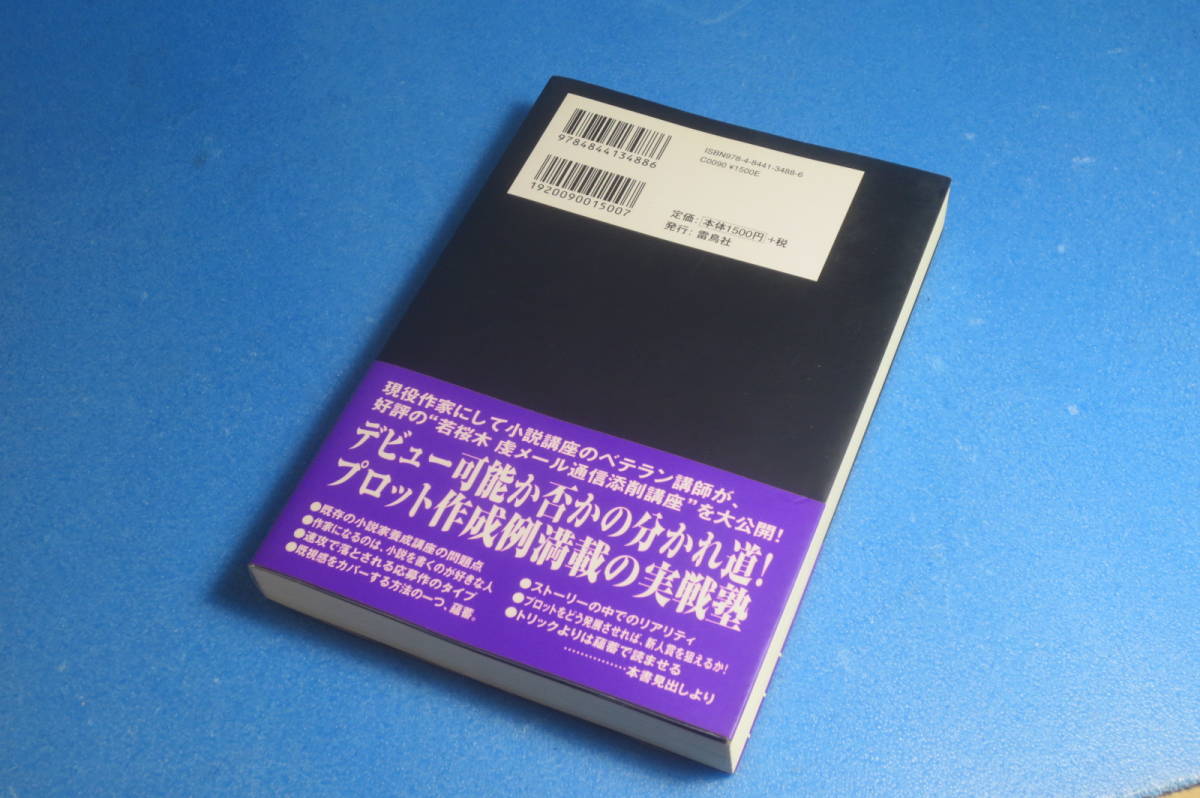 9784844134886
1920090015007
ISBN978-4-8441-3488-6
C0090 ¥1500E
定価：本体1500円+税
発行：雷鳥社
現役作家にして小説講座のベテラン講師が、
好評の“若桜木 虔メール通信添削講座”を大公開！
デビュー可能か否かの分かれ道！
プロット作成例満載の実戦塾
●既存の小説家養成講座の問題点
●作家になるのは、小説を書くのが好きな人
●速攻で落とされる応募作のタイプ
●既視感をカバーする方法の一つ、蘊蓄。
●ストーリーの中でのリアリティ
●プロットをどう発展させれば、新人賞を狙えるか！
●トリックよりは蘊蓄で読ませる
……………本書見出しより